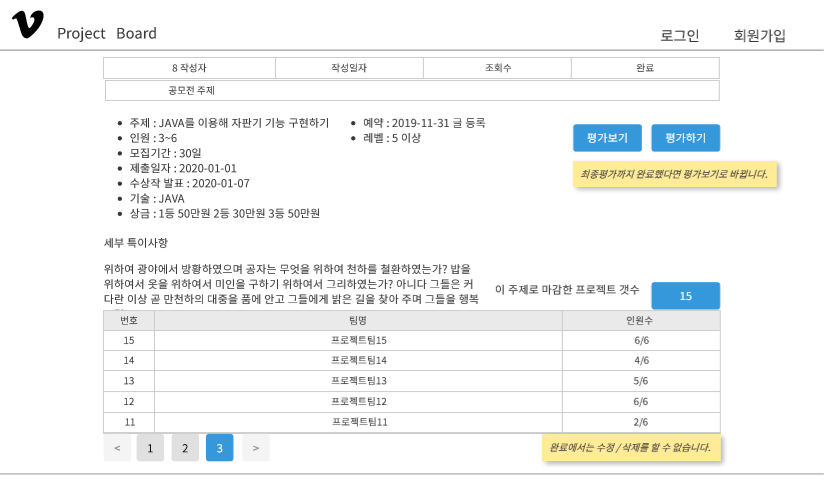 Project Board
로그인 회원가입
8 작성자 작성일자 조회수 완료
공모전 주제
주제 : JAVA를 이용해 자판기 기능 구현하기
인원 : 3~6
모집기간 : 30일
제출일자 : 2020-01-01
수상작 발표 : 2020-01-07
기술 : JAVA
상금 : 1등 50만원 2등 30만원 3등 50만원
예약 : 2019-11-31 글 등록
레벨 : 5 이상
평가보기 평가하기
최종평가까지 완료했다면 평가보기로 바뀝니다.
세부 특이사항
위하여 광야에서 방황하였으며 공자는 무엇을 위하여 천하를 철환하였는가? 밥을
위하여서 옷을 위하여서 미인을 구하기 위하여서 그리하였는가? 아니다 그들은 커
다란 이상 곧 만천하의 대중을 품에 안고 그들에게 밝은 길을 찾아 주며 그들을 행복
이 주제로 마감한 프로젝트 갯수 15
번호 팀명 인원수
15 프로젝트팀15 6/6
14 프로젝트팀14 4/6
13 프로젝트팀13 5/6
12 프로젝트팀12 6/6
11 프로젝트팀11 2/6
< 1 2 3 >
완료에서는 수정 / 삭제를 할 수 없습니다.